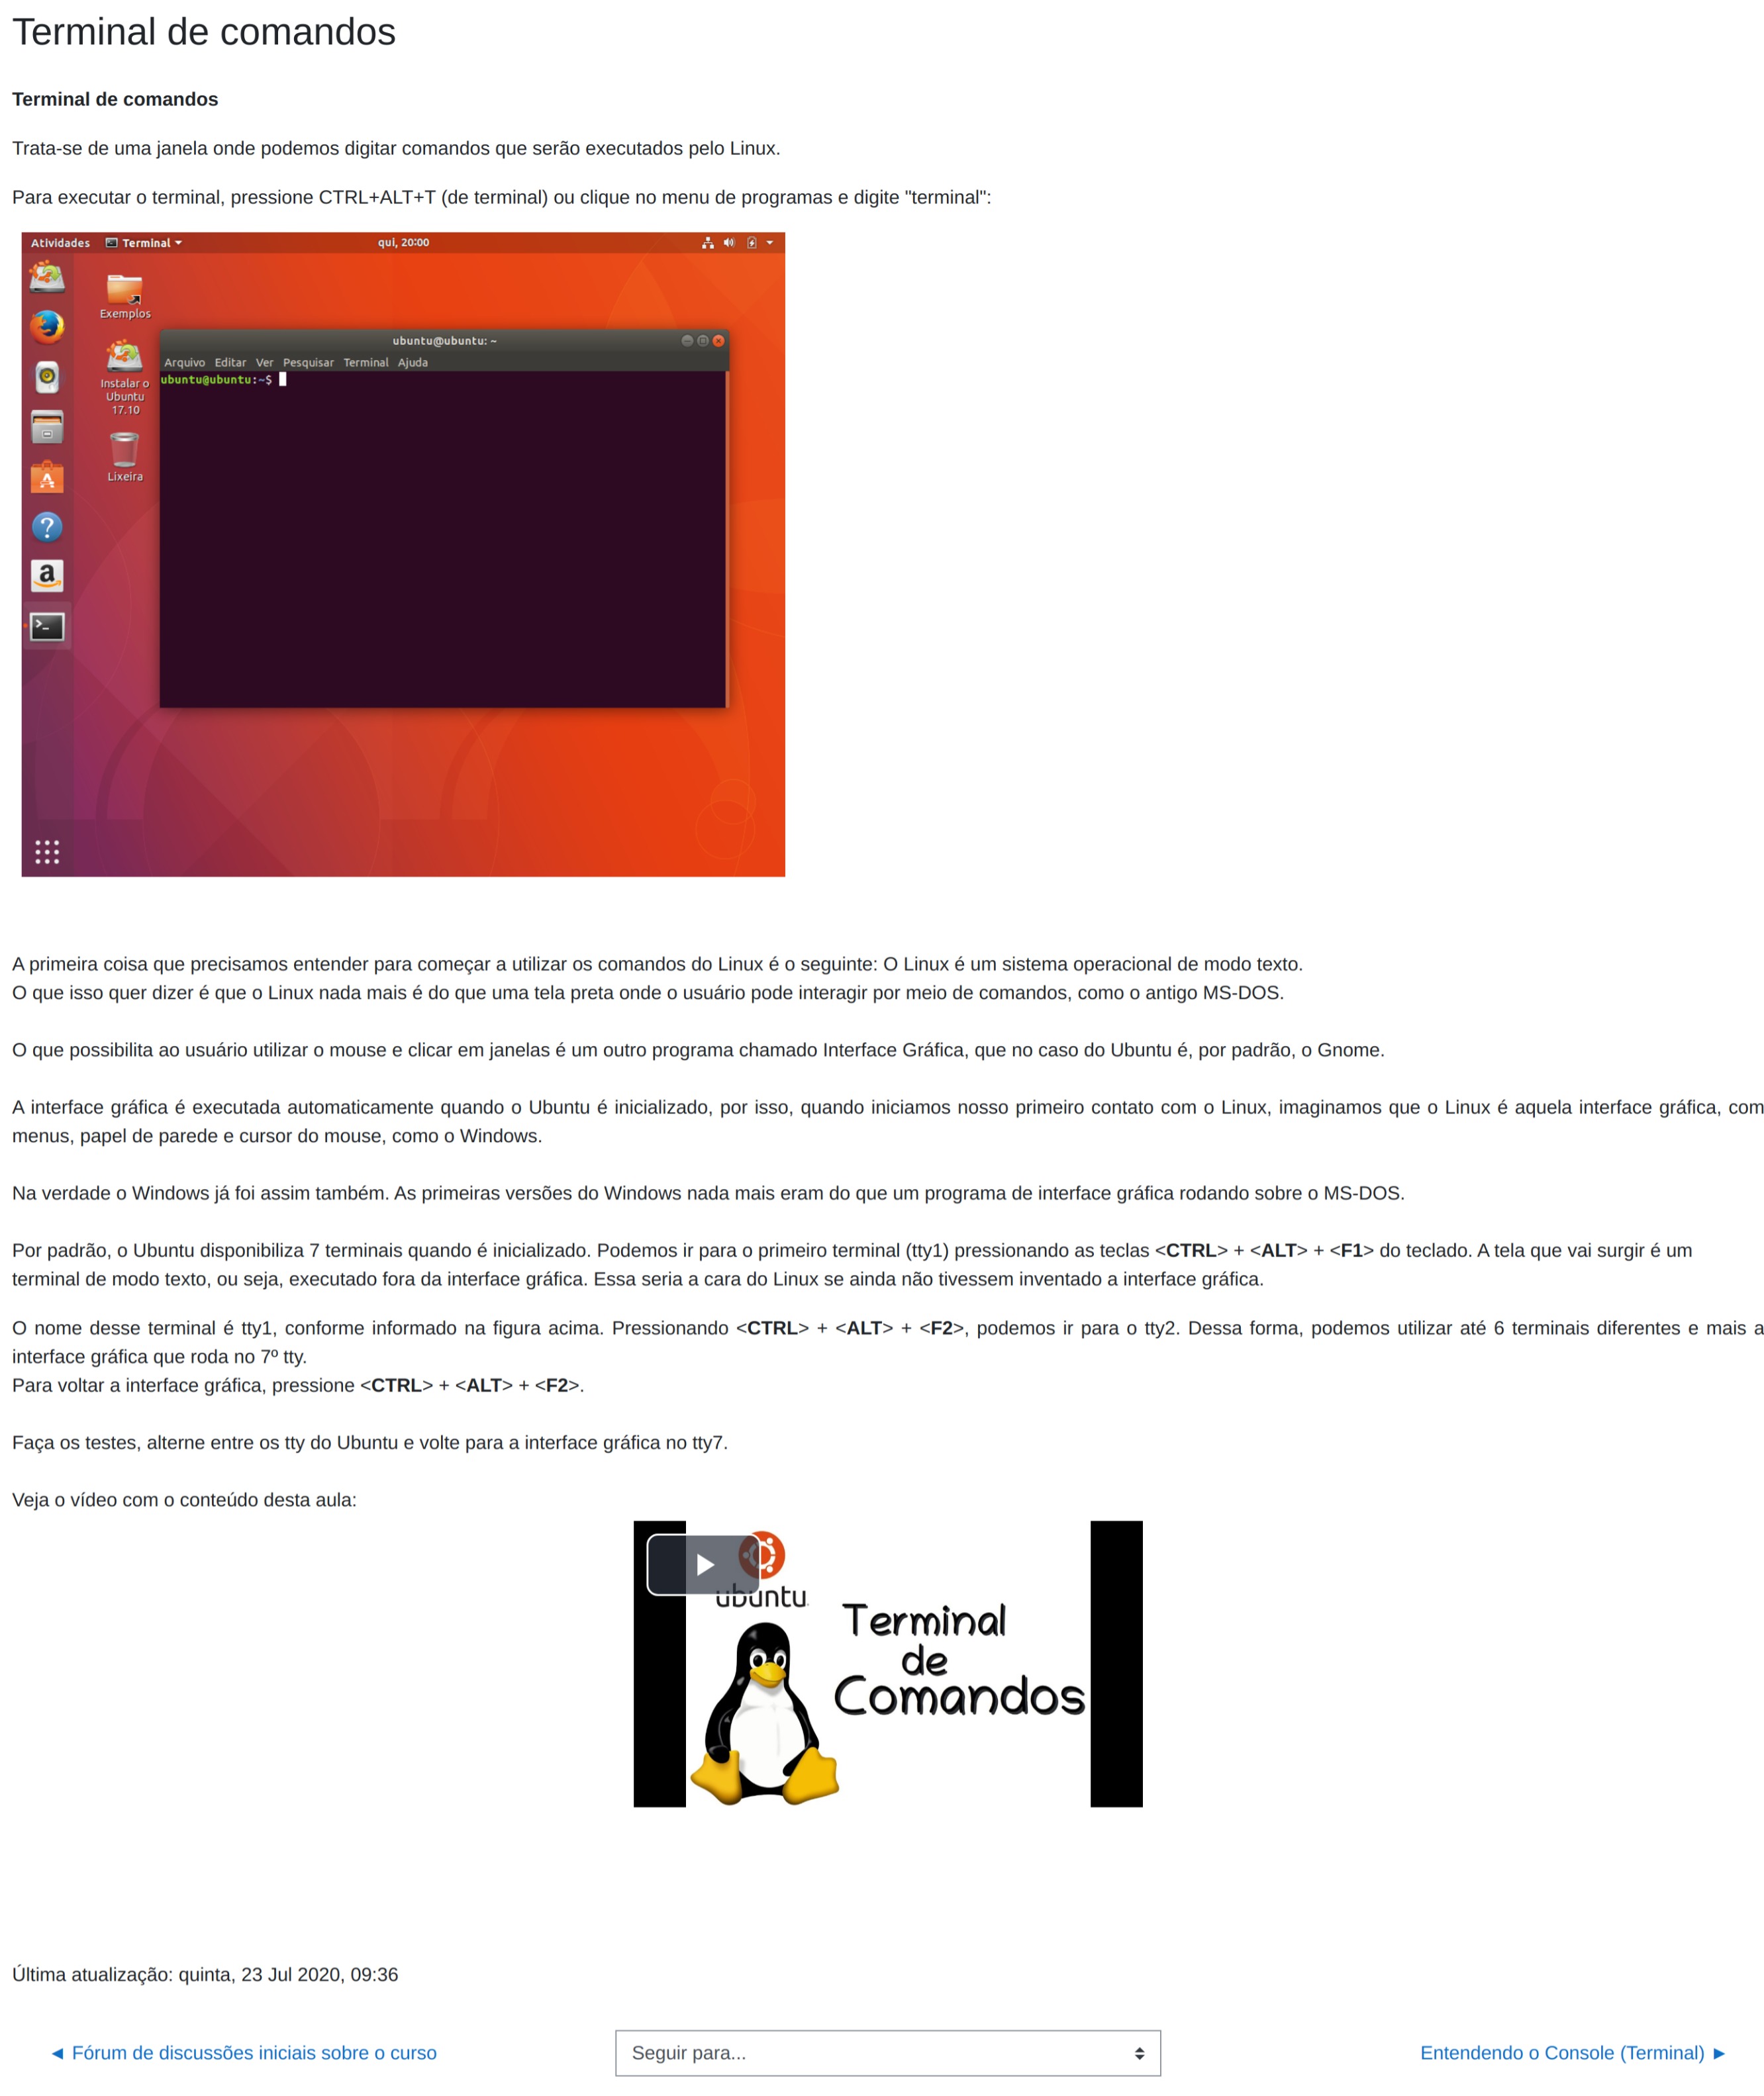 Terminal de comandos
Terminal de comandos
Trata-se de uma janela onde podemos digitar comandos que serão executados pelo Linux.
Para executar o terminal, pressione CTRL+ALT+T (de terminal) ou clique no menu de programas e digite "terminal":
Atividades Terminal qui, 20:00
Exemplos
ubuntu@ubuntu: ~
Arquivo Editar Ver Pesquisar Terminal Ajuda
ubuntu@ubuntu:~$
Instalar o
Ubuntu
17.10
Lixeira
A primeira coisa que precisamos entender para começar a utilizar os comandos do Linux é o seguinte: O Linux é um sistema operacional de modo texto.
O que isso quer dizer é que o Linux nada mais é do que uma tela preta onde o usuário pode interagir por meio de comandos, como o antigo MS-DOS.
O que possibilita ao usuário utilizar o mouse e clicar em janelas é um outro programa chamado Interface Gráfica, que no caso do Ubuntu é, por padrão, o Gnome.
A interface gráfica é executada automaticamente quando o Ubuntu é inicializado, por isso, quando iniciamos nosso primeiro contato com o Linux, imaginamos que o Linux é aquela interface gráfica, com
menus, papel de parede e cursor do mouse, como o Windows.
Na verdade o Windows já foi assim também. As primeiras versões do Windows nada mais eram do que um programa de interface gráfica rodando sobre o MS-DOS.
Por padrão, o Ubuntu disponibiliza 7 terminais quando é inicializado. Podemos ir para o primeiro terminal (tty1) pressionando as teclas <CTRL> + <ALT> + <F1> do teclado. A tela que vai surgir é um
terminal de modo texto, ou seja, executado fora da interface gráfica. Essa seria a cara do Linux se ainda não tivessem inventado a interface gráfica.
O nome desse terminal é tty1, conforme informado na figura acima. Pressionando <CTRL> + <ALT> + <F2>, podemos ir para o tty2. Dessa forma, podemos utilizar até 6 terminais diferentes e mais a
interface gráfica que roda no 7º tty.
Para voltar a interface gráfica, pressione <CTRL> + <ALT> + <F2>.
Faça os testes, alterne entre os tty do Ubuntu e volte para a interface gráfica no tty7.
Veja o vídeo com o conteúdo desta aula:
ubuntu
Terminal
de
Comandos
Última atualização: quinta, 23 Jul 2020, 09:36
◄ Fórum de discussões iniciais sobre o curso
Seguir para...
Entendendo o Console (Terminal) ►